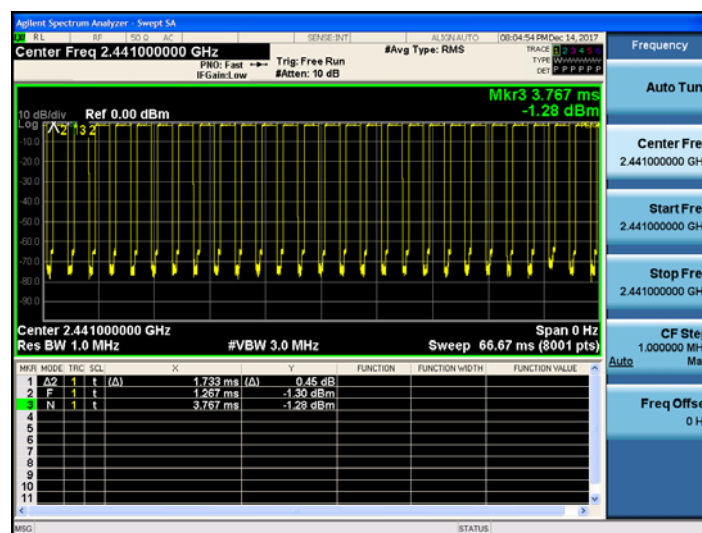 Agilent Spectrum Analyzer - Swept SA
RL RF 50 Ω AC SENSE:INT ALIGN AUTO 08:04:54 PM Dec 14, 2017
Center Freq 2.441000000 GHz
PNO: Fast
IFGain:Low
Trig: Free Run
#Atten: 10 dB
#Avg Type: RMS
TRACE 1 2 3 4 5 6
TYPE
DET P P P P P P
Mkr3 3.767 ms
-1.28 dBm
10 dB/div Ref 0.00 dBm
Log
-10.0
-20.0
-30.0
-40.0
-50.0
-60.0
-70.0
-80.0
-90.0
Center 2.441000000 GHz Span 0 Hz
Res BW 1.0 MHz #VBW 3.0 MHz Sweep 66.67 ms (8001 pts)
MKR MODE TRC SCL X Y FUNCTION FUNCTION WIDTH FUNCTION VALUE
1 Δ2 1 t (Δ) 1.733 ms (Δ) 0.45 dB
2 F 1 t 1.267 ms -1.30 dBm
3 N 1 t 3.767 ms -1.28 dBm
4
5
6
7
8
9
10
11
MSG STATUS
Frequency
Auto Tun
Center Fre
2.441000000 GH
Start Fre
2.441000000 GH
Stop Fre
2.441000000 GH
CF Ste
1.000000 MH
Auto Ma
Freq Offse
0 H